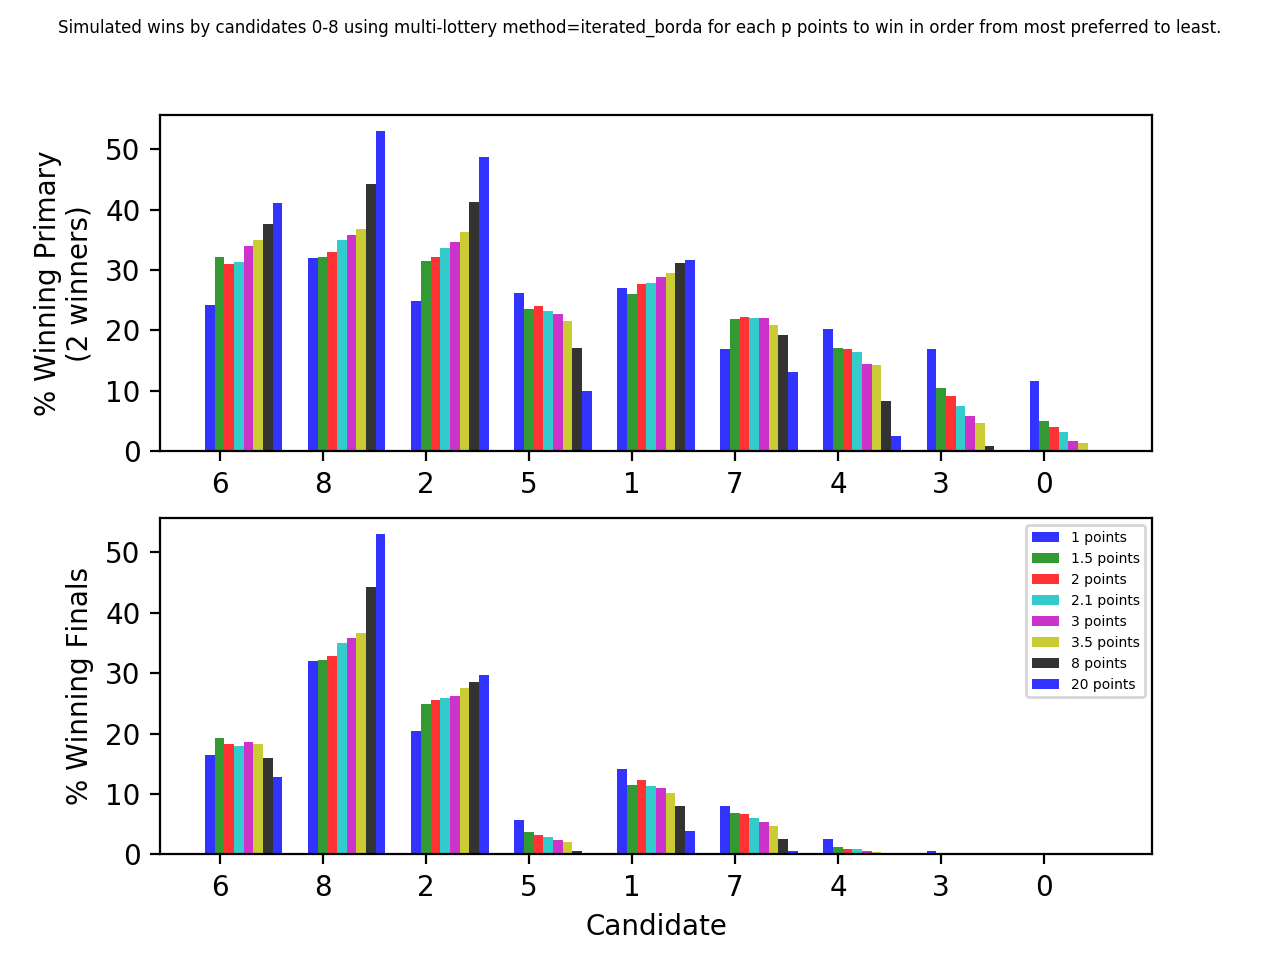 Simulated wins by candidates 0-8 using multi-lottery method=iterated_borda for each p points to win in order from most preferred to least.
% Winning Primary
(2 winners)
50
40
30
20
10
0
6 8 2 5 1 7 4 3 0
% Winning Finals
50
40
30
20
10
0
1 points
1.5 points
2 points
2.1 points
3 points
3.5 points
8 points
20 points
6 8 2 5 1 7 4 3 0
Candidate